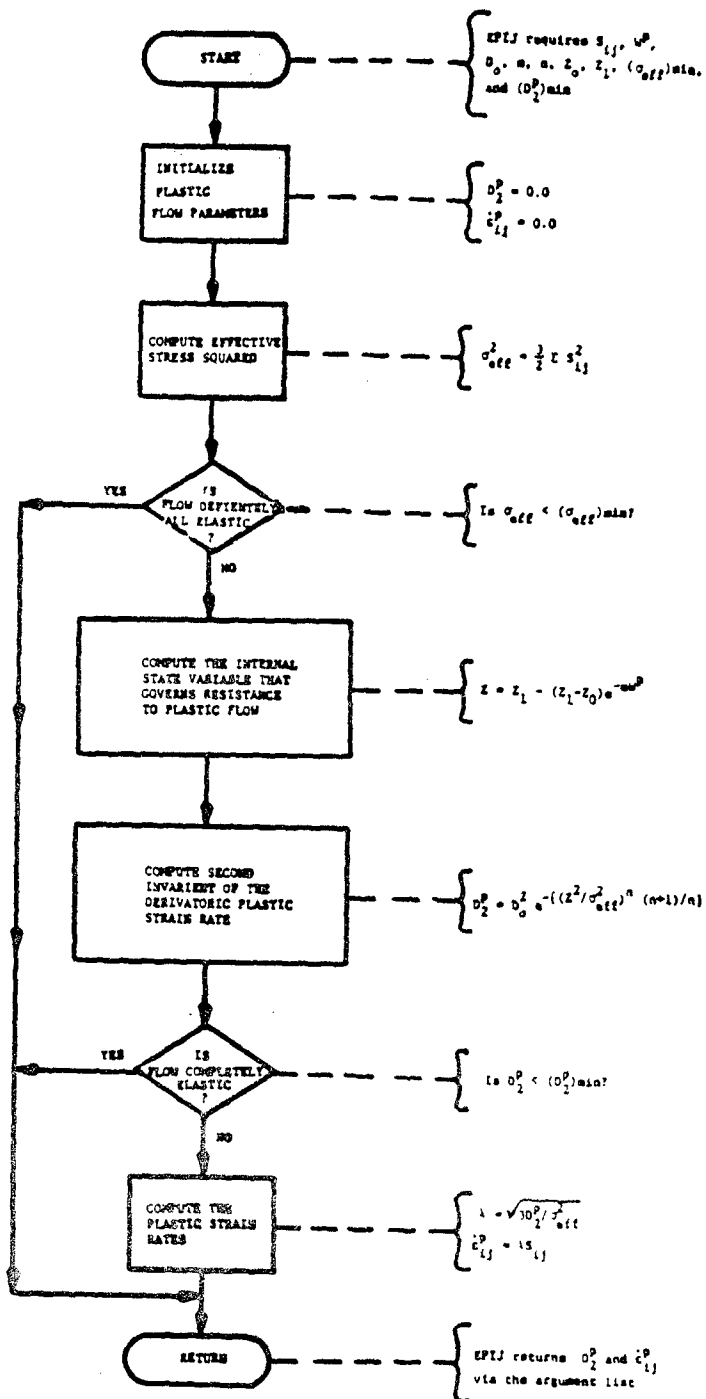 START
EPIJ requires S_ij, W^P,
D_o, m, n, Z_o, Z_1, (σ_eff)min,
and (D_2^P)min
INITIALIZE
PLASTIC
FLOW PARAMETERS
D_2^P = 0.0
ε̇_ij^P = 0.0
COMPUTE EFFECTIVE
STRESS SQUARED
σ_eff^2 = 3/2 Σ S_ij^2
YES
IS
FLOW DEFIENTELY
ALL ELASTIC
?
Is σ_eff < (σ_eff)min?
NO
COMPUTE THE INTERNAL
STATE VARIABLE THAT
GOVERNS RESISTANCE
TO PLASTIC FLOW
Z = Z_1 - (Z_1-Z_0)e^-mW^P
COMPUTE SECOND
INVARIENT OF THE
DERIVATORIC PLASTIC
STRAIN RATE
D_2^P = D_o^2 e^-[(Z^2/σ_eff^2)^n (n+1)/n]
YES
IS
FLOW COMPLETELY
ELASTIC
?
Is D_2^P < (D_2^P)min?
NO
COMPUTE THE
PLASTIC STRAIN
RATES
λ = √3D_2^P/σ_eff^2
ε̇_ij^P = λS_ij
RETURN
EPIJ returns D_2^P and ε̇_ij^P
via the argument list